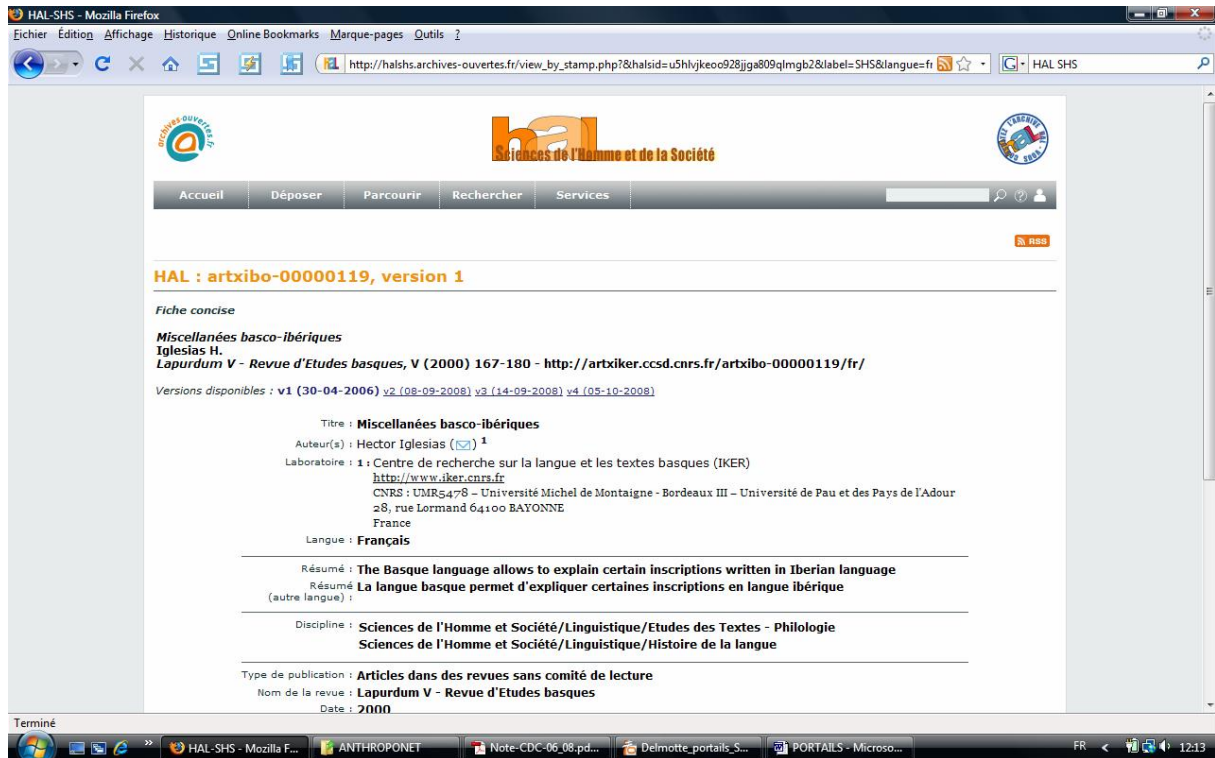 HAL-SHS - Mozilla Firefox
Fichier Édition Affichage Historique Online Bookmarks Marque-pages Outils ?
http://halshs.archives-ouvertes.fr/view_by_stamp.php?&halsid=u5hlvjkeoo928jjga809qlmgb2&label=SHS&langue=fr HAL SHS
archives-ouvertes.fr
hal
Sciences de l'Homme et de la Société
Accueil Déposer Parcourir Rechercher Services
RSS
HAL : artxibo-00000119, version 1
Fiche concise
Miscellanées basco-ibériques
Iglesias H.
Lapurdum V - Revue d'Etudes basques, V (2000) 167-180 - http://artxiker.ccsd.cnrs.fr/artxibo-00000119/fr/
Versions disponibles : v1 (30-04-2006) v2 (08-09-2008) v3 (14-09-2008) v4 (05-10-2008)
Titre : Miscellanées basco-ibériques
Auteur(s) : Hector Iglesias ( ) 1
Laboratoire : 1 : Centre de recherche sur la langue et les textes basques (IKER)
http://www.iker.cnrs.fr
CNRS : UMR5478 – Université Michel de Montaigne - Bordeaux III – Université de Pau et des Pays de l'Adour
28, rue Lormand 64100 BAYONNE
France
Langue : Français
Résumé : The Basque language allows to explain certain inscriptions written in Iberian language
Résumé (autre langue) : La langue basque permet d'expliquer certaines inscriptions en langue ibérique
Discipline : Sciences de l'Homme et Société/Linguistique/Etudes des Textes - Philologie
Sciences de l'Homme et Société/Linguistique/Histoire de la langue
Type de publication : Articles dans des revues sans comité de lecture
Nom de la revue : Lapurdum V - Revue d'Etudes basques
Date : 2000
Terminé
HAL-SHS - Mozilla F... ANTHROPONET Note-CDC-06_08.pd... Delmotte_portails_S... PORTAILS - Microso... FR 12:13